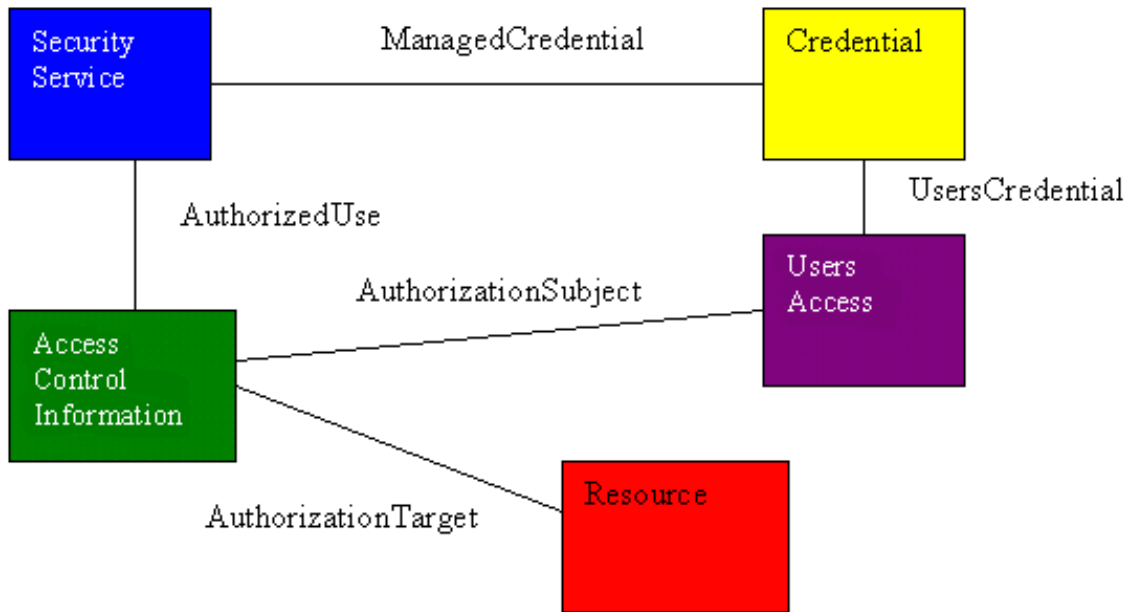 Security
Service
ManagedCredential
Credential
UsersCredential
AuthorizedUse
Users
Access
AuthorizationSubject
Access
Control
Information
Resource
AuthorizationTarget